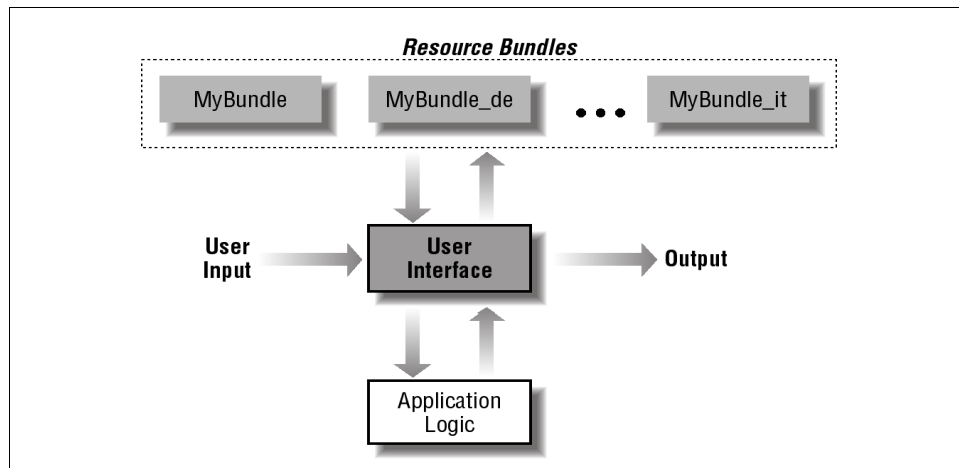 Resource Bundles
MyBundle
MyBundle_de
...
MyBundle_it
User
Input
User
Interface
Output
Application
Logic